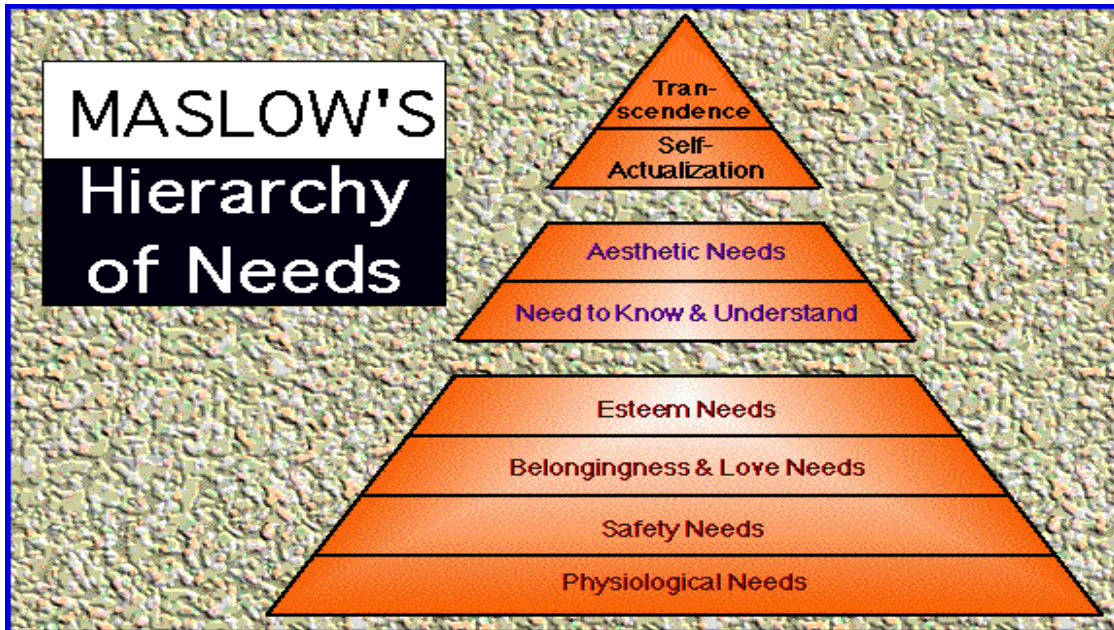 MASLOW'S
Hierarchy
of Needs
Tran-
scendence
Self-
Actualization
Aesthetic Needs
Need to Know & Understand
Esteem Needs
Belongingness & Love Needs
Safety Needs
Physiological Needs